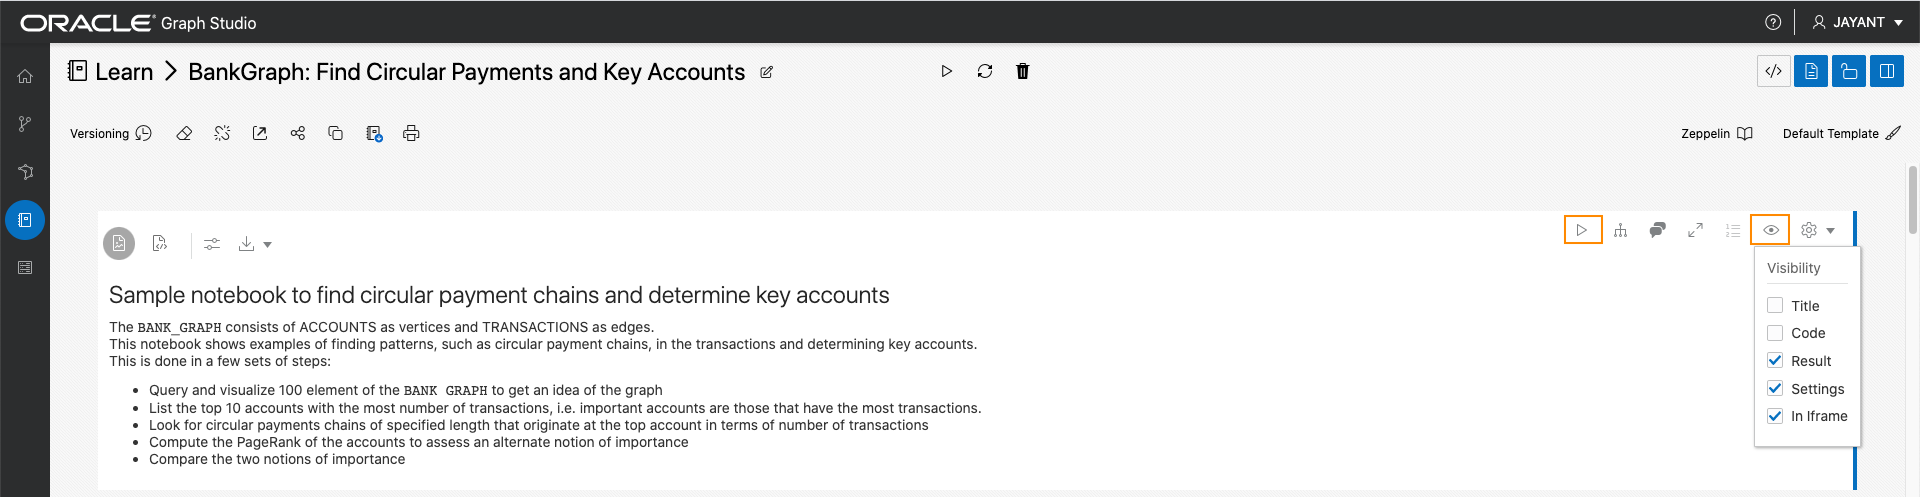 ORACLE Graph Studio
JAYANT
Learn > BankGraph: Find Circular Payments and Key Accounts
Versioning
Zeppelin
Default Template
Visibility
Title
Code
Result
Settings
In Iframe
Sample notebook to find circular payment chains and determine key accounts
The BANK_GRAPH consists of ACCOUNTS as vertices and TRANSACTIONS as edges.
This notebook shows examples of finding patterns, such as circular payment chains, in the transactions and determining key accounts.
This is done in a few sets of steps:
• Query and visualize 100 element of the BANK GRAPH to get an idea of the graph
• List the top 10 accounts with the most number of transactions, i.e. important accounts are those that have the most transactions.
• Look for circular payments chains of specified length that originate at the top account in terms of number of transactions
• Compute the PageRank of the accounts to assess an alternate notion of importance
• Compare the two notions of importance